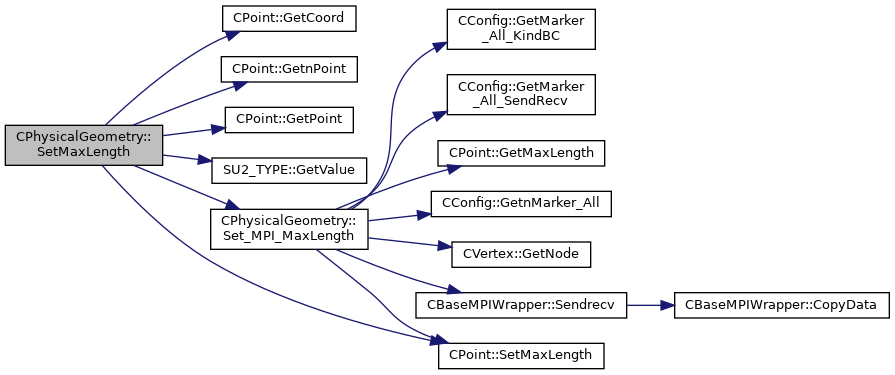 CPhysicalGeometry::
SetMaxLength
CPoint::GetCoord
CPoint::GetnPoint
CPoint::GetPoint
SU2_TYPE::GetValue
CPhysicalGeometry::
Set_MPI_MaxLength
CConfig::GetMarker
_All_KindBC
CConfig::GetMarker
_All_SendRecv
CPoint::GetMaxLength
CConfig::GetnMarker_All
CVertex::GetNode
CBaseMPIWrapper::Sendrecv
CBaseMPIWrapper::CopyData
CPoint::SetMaxLength